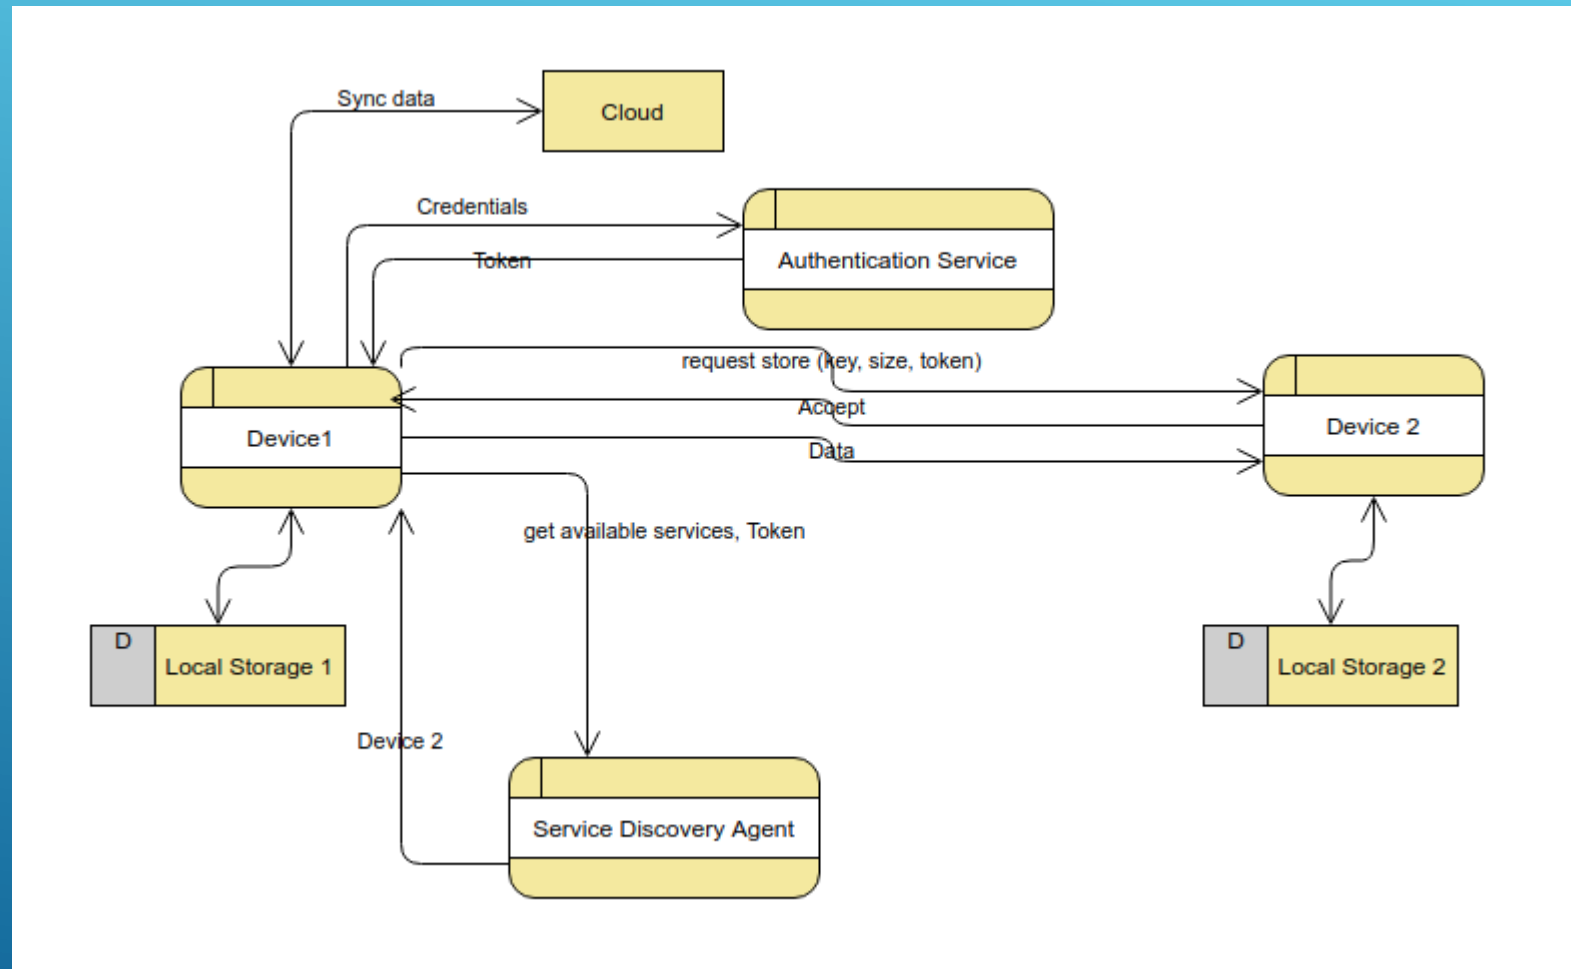 Sync data
Cloud
Credentials
Token
Authentication Service
request store (key, size, token)
Accept
Data
Device1
Device 2
get available services, Token
D
Local Storage 1
D
Local Storage 2
Device 2
Service Discovery Agent